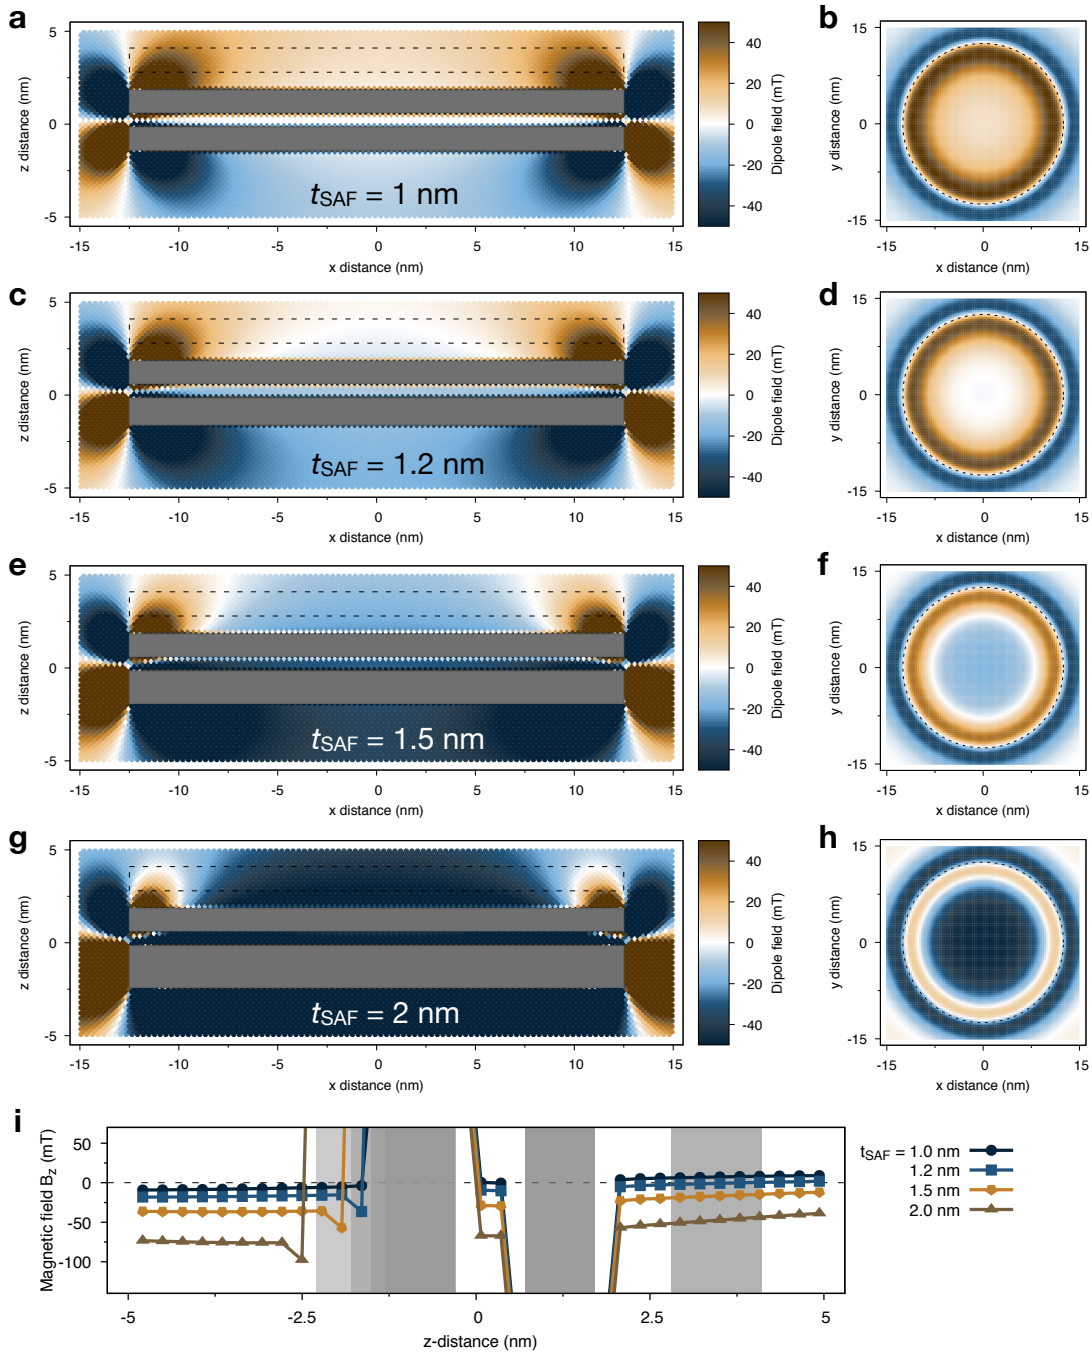 a
z distance (nm)
5
0
-5
-15
-10
-5
0
5
10
15
x distance (nm)
tSAF = 1 nm
40
20
0
-20
-40
Dipole field (mT)
b
y distance (nm)
15
0
-15
-15
0
15
x distance (nm)
c
z distance (nm)
5
0
-5
-15
-10
-5
0
5
10
15
x distance (nm)
tSAF = 1.2 nm
40
20
0
-20
-40
Dipole field (mT)
d
y distance (nm)
15
0
-15
-15
0
15
x distance (nm)
e
z distance (nm)
5
0
-5
-15
-10
-5
0
5
10
15
x distance (nm)
tSAF = 1.5 nm
40
20
0
-20
-40
Dipole field (mT)
f
y distance (nm)
15
0
-15
-15
0
15
x distance (nm)
g
z distance (nm)
5
0
-5
-15
-10
-5
0
5
10
15
x distance (nm)
tSAF = 2 nm
40
20
0
-20
-40
Dipole field (mT)
h
y distance (nm)
15
0
-15
-15
0
15
x distance (nm)
i
Magnetic field Bz (mT)
50
0
-50
-100
-5
-2.5
0
2.5
5
z-distance (nm)
tSAF = 1.0 nm
1.2 nm
1.5 nm
2.0 nm